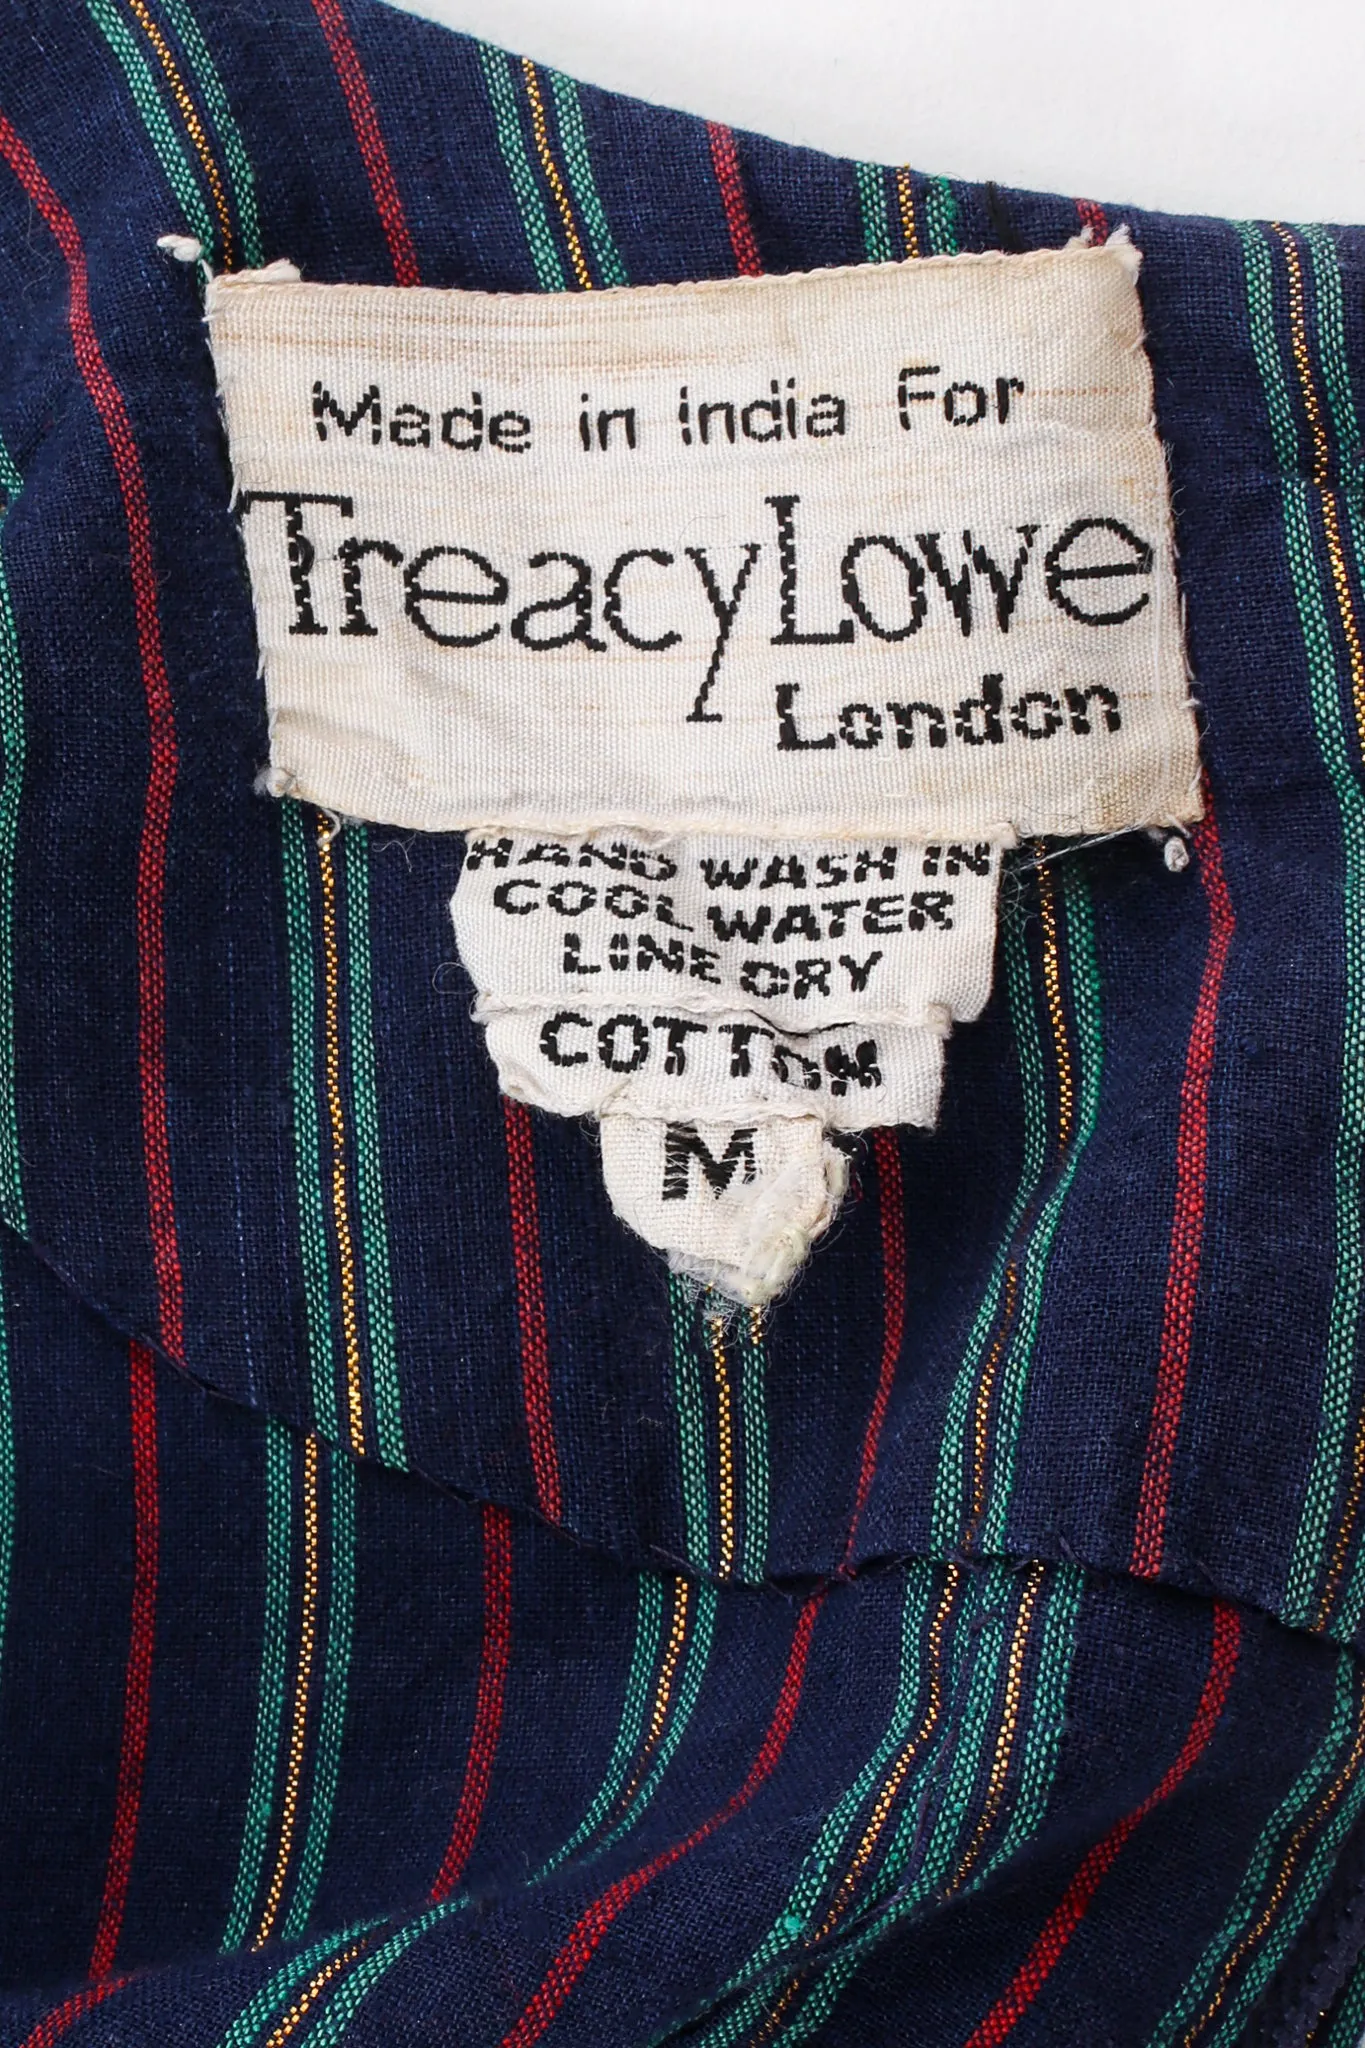 Made in India For
TreacyLowe
London
HAND WASH IN
COOL WATER
LINE DRY
COTTON
M